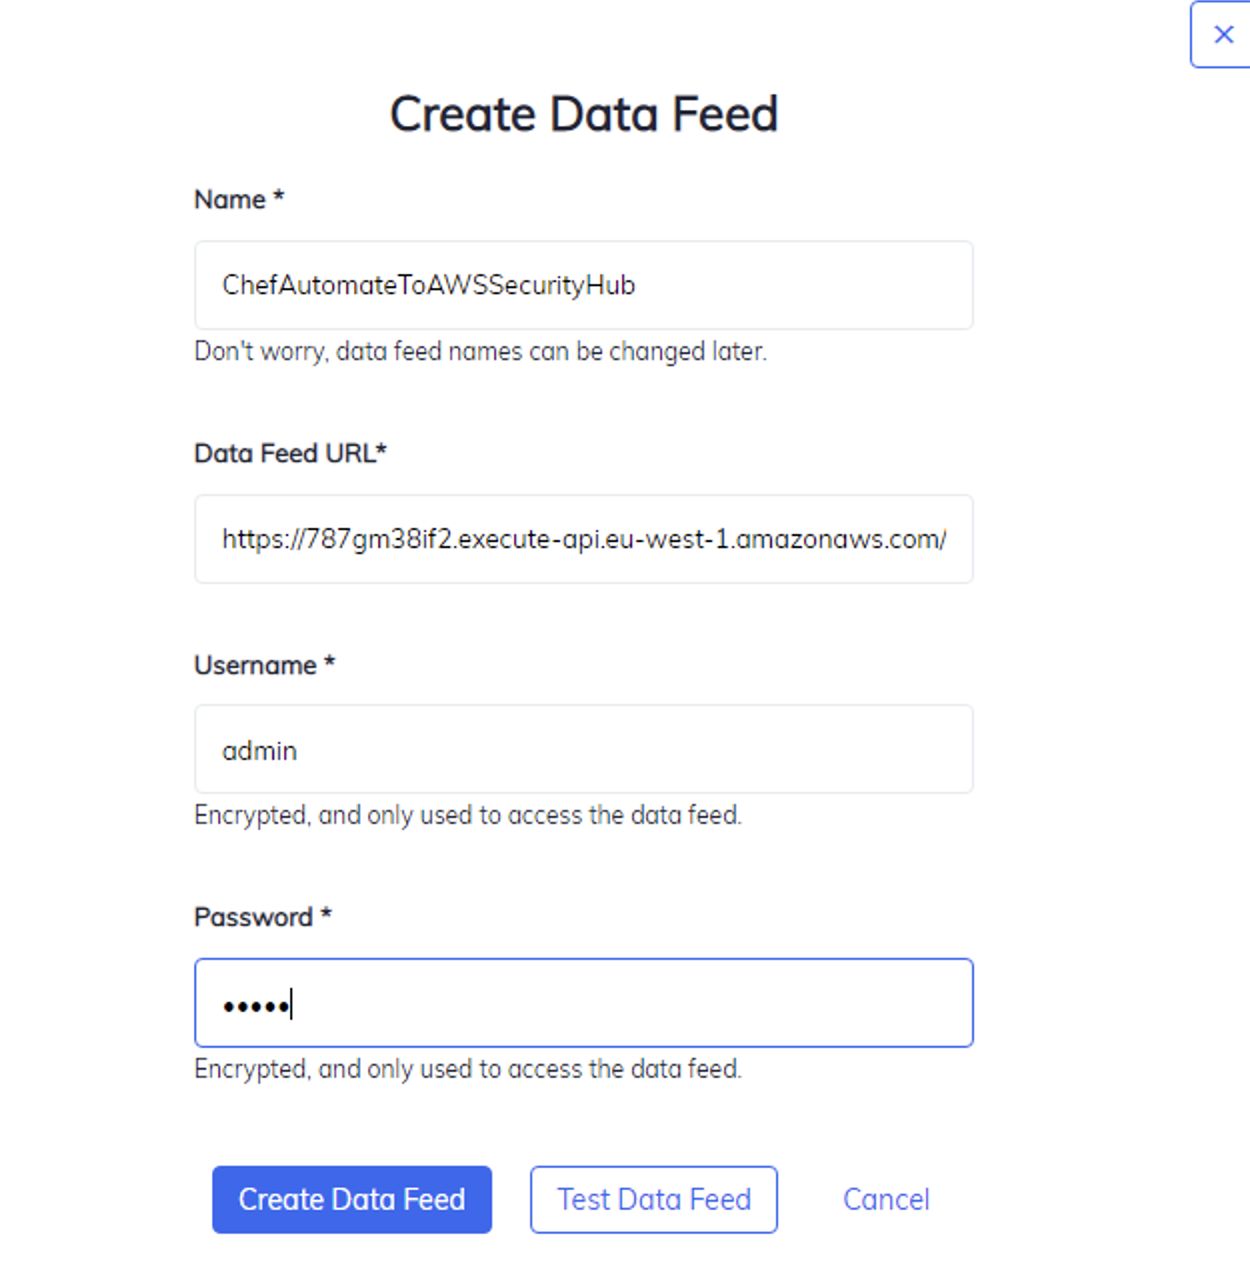 ×
Create Data Feed
Name *
ChefAutomateToAWSSecurityHub
Don't worry, data feed names can be changed later.
Data Feed URL*
https://787gm38if2.execute-api.eu-west-1.amazonaws.com/
Username *
admin
Encrypted, and only used to access the data feed.
Password *
•••••
Encrypted, and only used to access the data feed.
Create Data Feed Test Data Feed Cancel